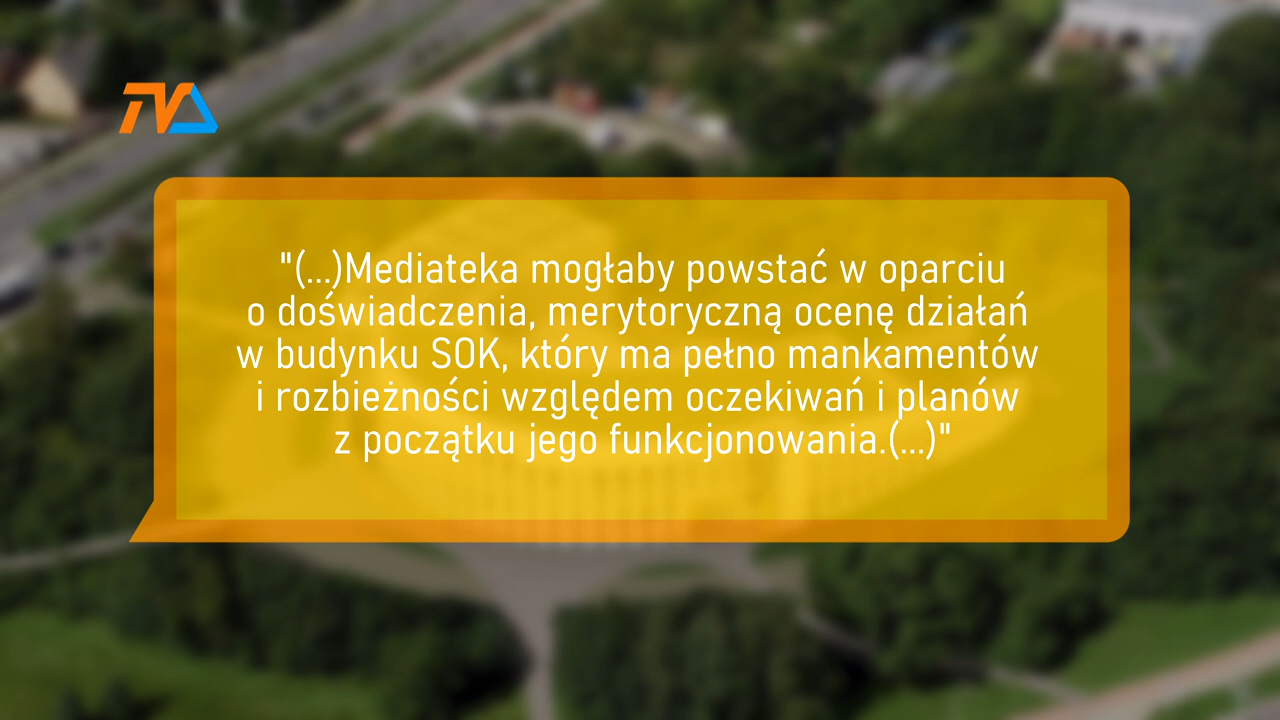 TVA
"(...)Mediateka mogłaby powstać w oparciu
o doświadczenia, merytoryczną ocenę działań
w budynku SOK, który ma pełno mankamentów
i rozbieżności względem oczekiwań i planów
z początku jego funkcjonowania.(...)"